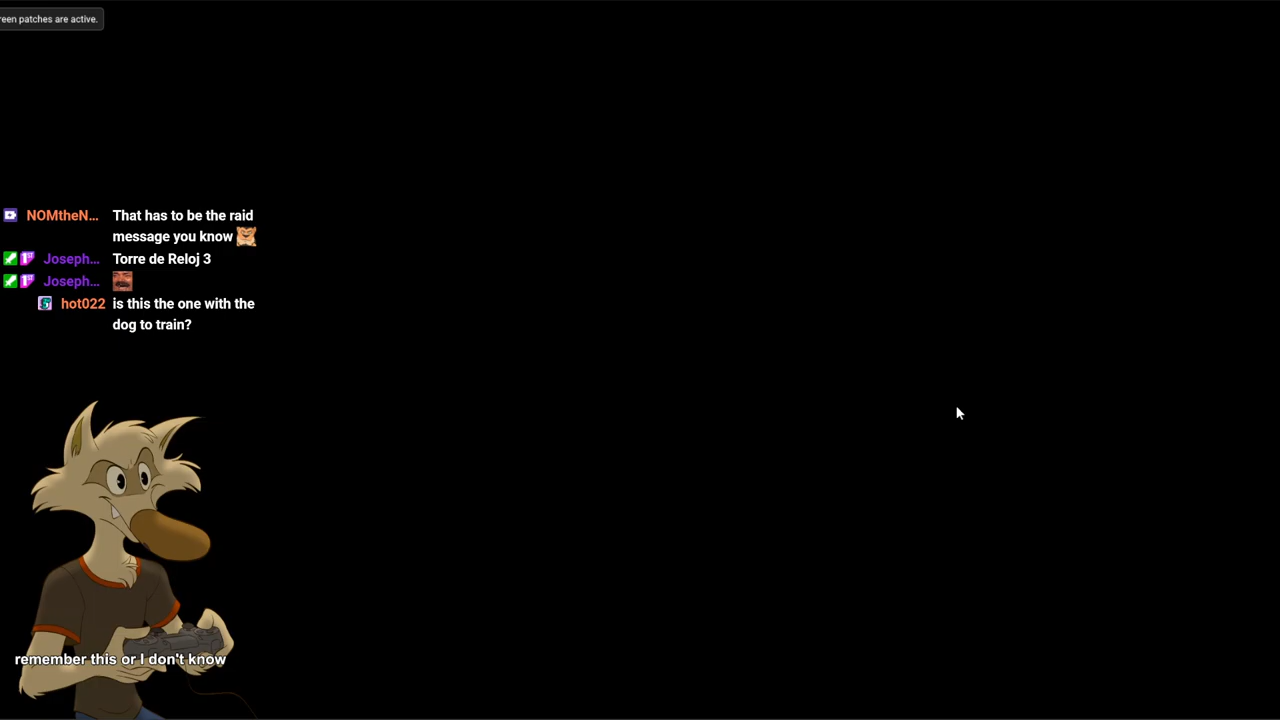 reen patches are active.
NOMtheN... That has to be the raid
message you know
Joseph... Torre de Reloj 3
Joseph...
hot022 is this the one with the
dog to train?
remember this or I don't know